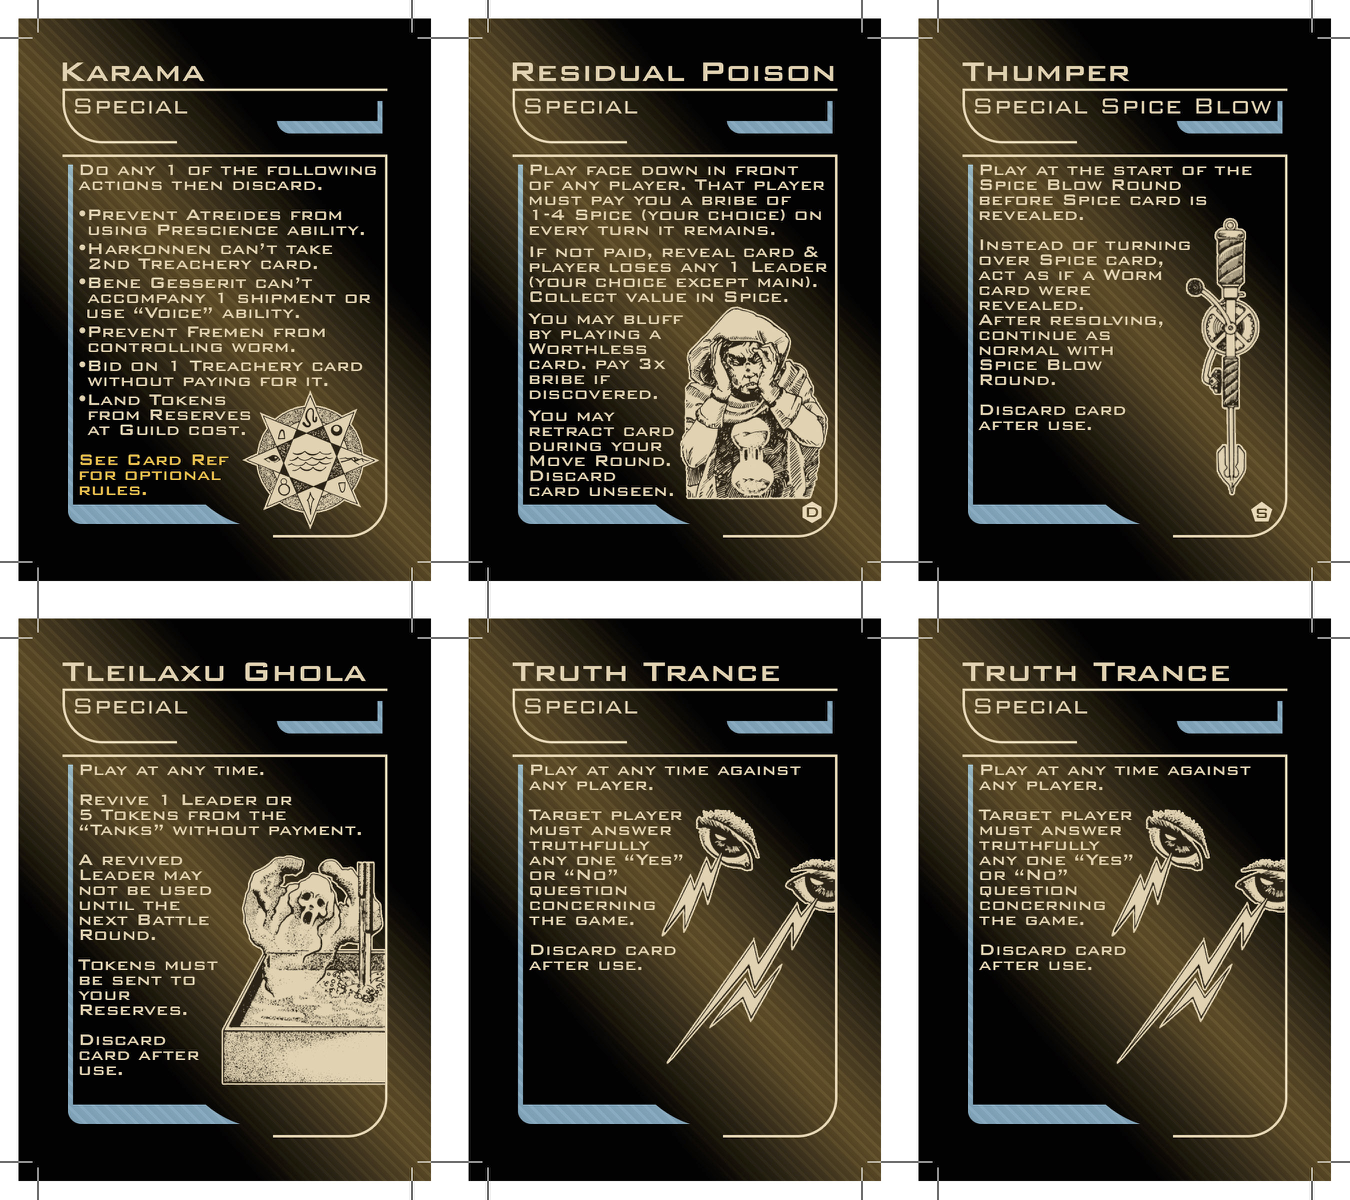 Karama
Special
Do any 1 of the following
actions then discard.
•Prevent Atreides from
using Prescience ability.
•Harkonnen can't take
2nd Treachery card.
•Bene Gesserit can't
accompany 1 shipment or
use “Voice” ability.
•Prevent Fremen from
controlling worm.
•Bid on 1 Treachery card
without paying for it.
•Land Tokens
from Reserves
at Guild cost.
See Card Ref
for optional
rules.
Residual Poison
Special
Play face down in front
of any player. That player
must pay you a bribe of
1-4 Spice (your choice) on
every turn it remains.
If not paid, reveal card &
player loses any 1 Leader
(your choice except main).
Collect value in Spice.
You may bluff
by playing a
Worthless
card. pay 3x
bribe if
discovered.
You may
retract card
during your
Move Round.
Discard
card unseen.
D
Thumper
Special Spice Blow
Play at the start of the
Spice Blow Round
before Spice card is
revealed.
Instead of turning
over Spice card,
act as if a Worm
card were
revealed.
After resolving,
continue as
normal with
Spice Blow
Round.
Discard card
after use.
S
Tleilaxu Ghola
Special
Play at any time.
Revive 1 Leader or
5 Tokens from the
“Tanks” without payment.
A revived
Leader may
not be used
until the
next Battle
Round.
Tokens must
be sent to
your
Reserves.
Discard
card after
use.
Truth Trance
Special
Play at any time against
any player.
Target player
must answer
truthfully
any one “Yes”
or “No”
question
concerning
the game.
Discard card
after use.
Truth Trance
Special
Play at any time against
any player.
Target player
must answer
truthfully
any one “Yes”
or “No”
question
concerning
the game.
Discard card
after use.